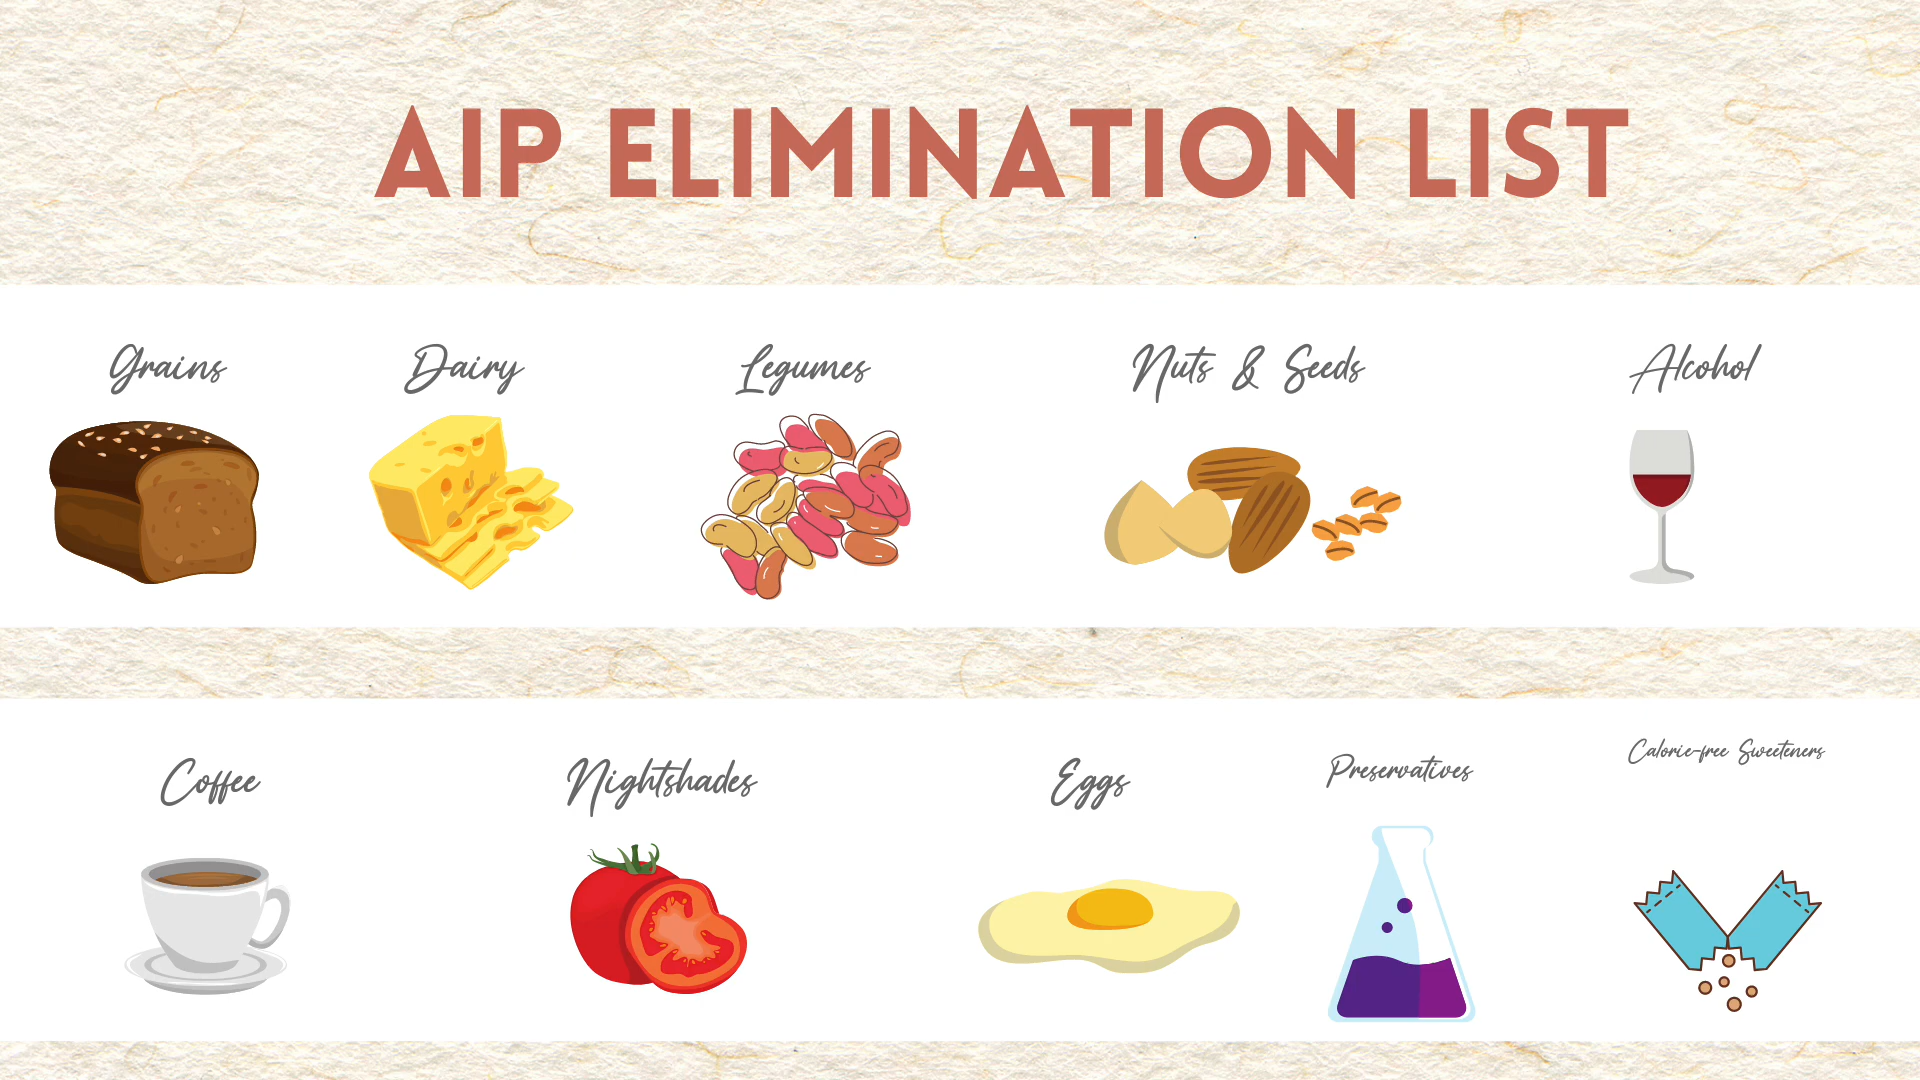 AIP ELIMINATION LIST
Grains
Dairy
Legumes
Nuts & Seeds
Alcohol
Coffee
Nightshades
Eggs
Preservatives
Calorie-free Sweeteners